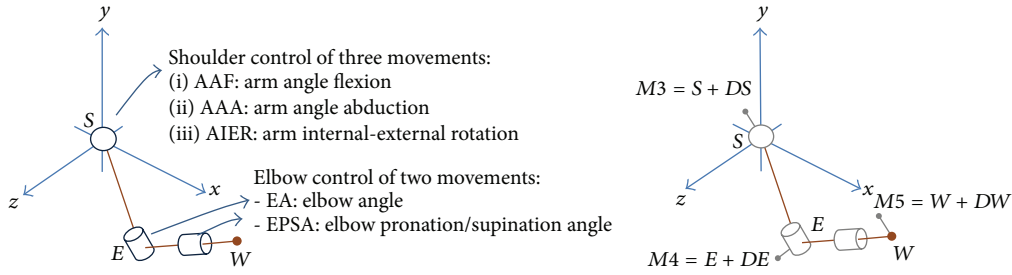 y
Shoulder control of three movements:
(i) AAF: arm angle flexion
(ii) AAA: arm angle abduction
(iii) AIER: arm internal-external rotation
S
z
x
Elbow control of two movements:
- EA: elbow angle
- EPSA: elbow pronation/supination angle
E
W
y
M3 = S + DS
S
z
x
M5 = W + DW
E
W
M4 = E + DE